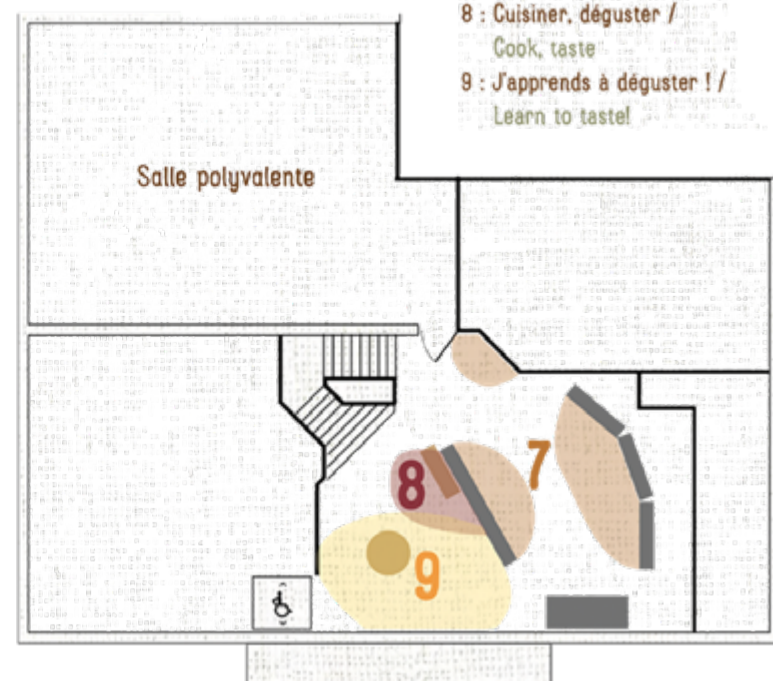 8 : Cuisiner, déguster /
Cook, taste
9 : J'apprends à déguster ! /
Learn to taste!
Salle polyvalente
7
8
9